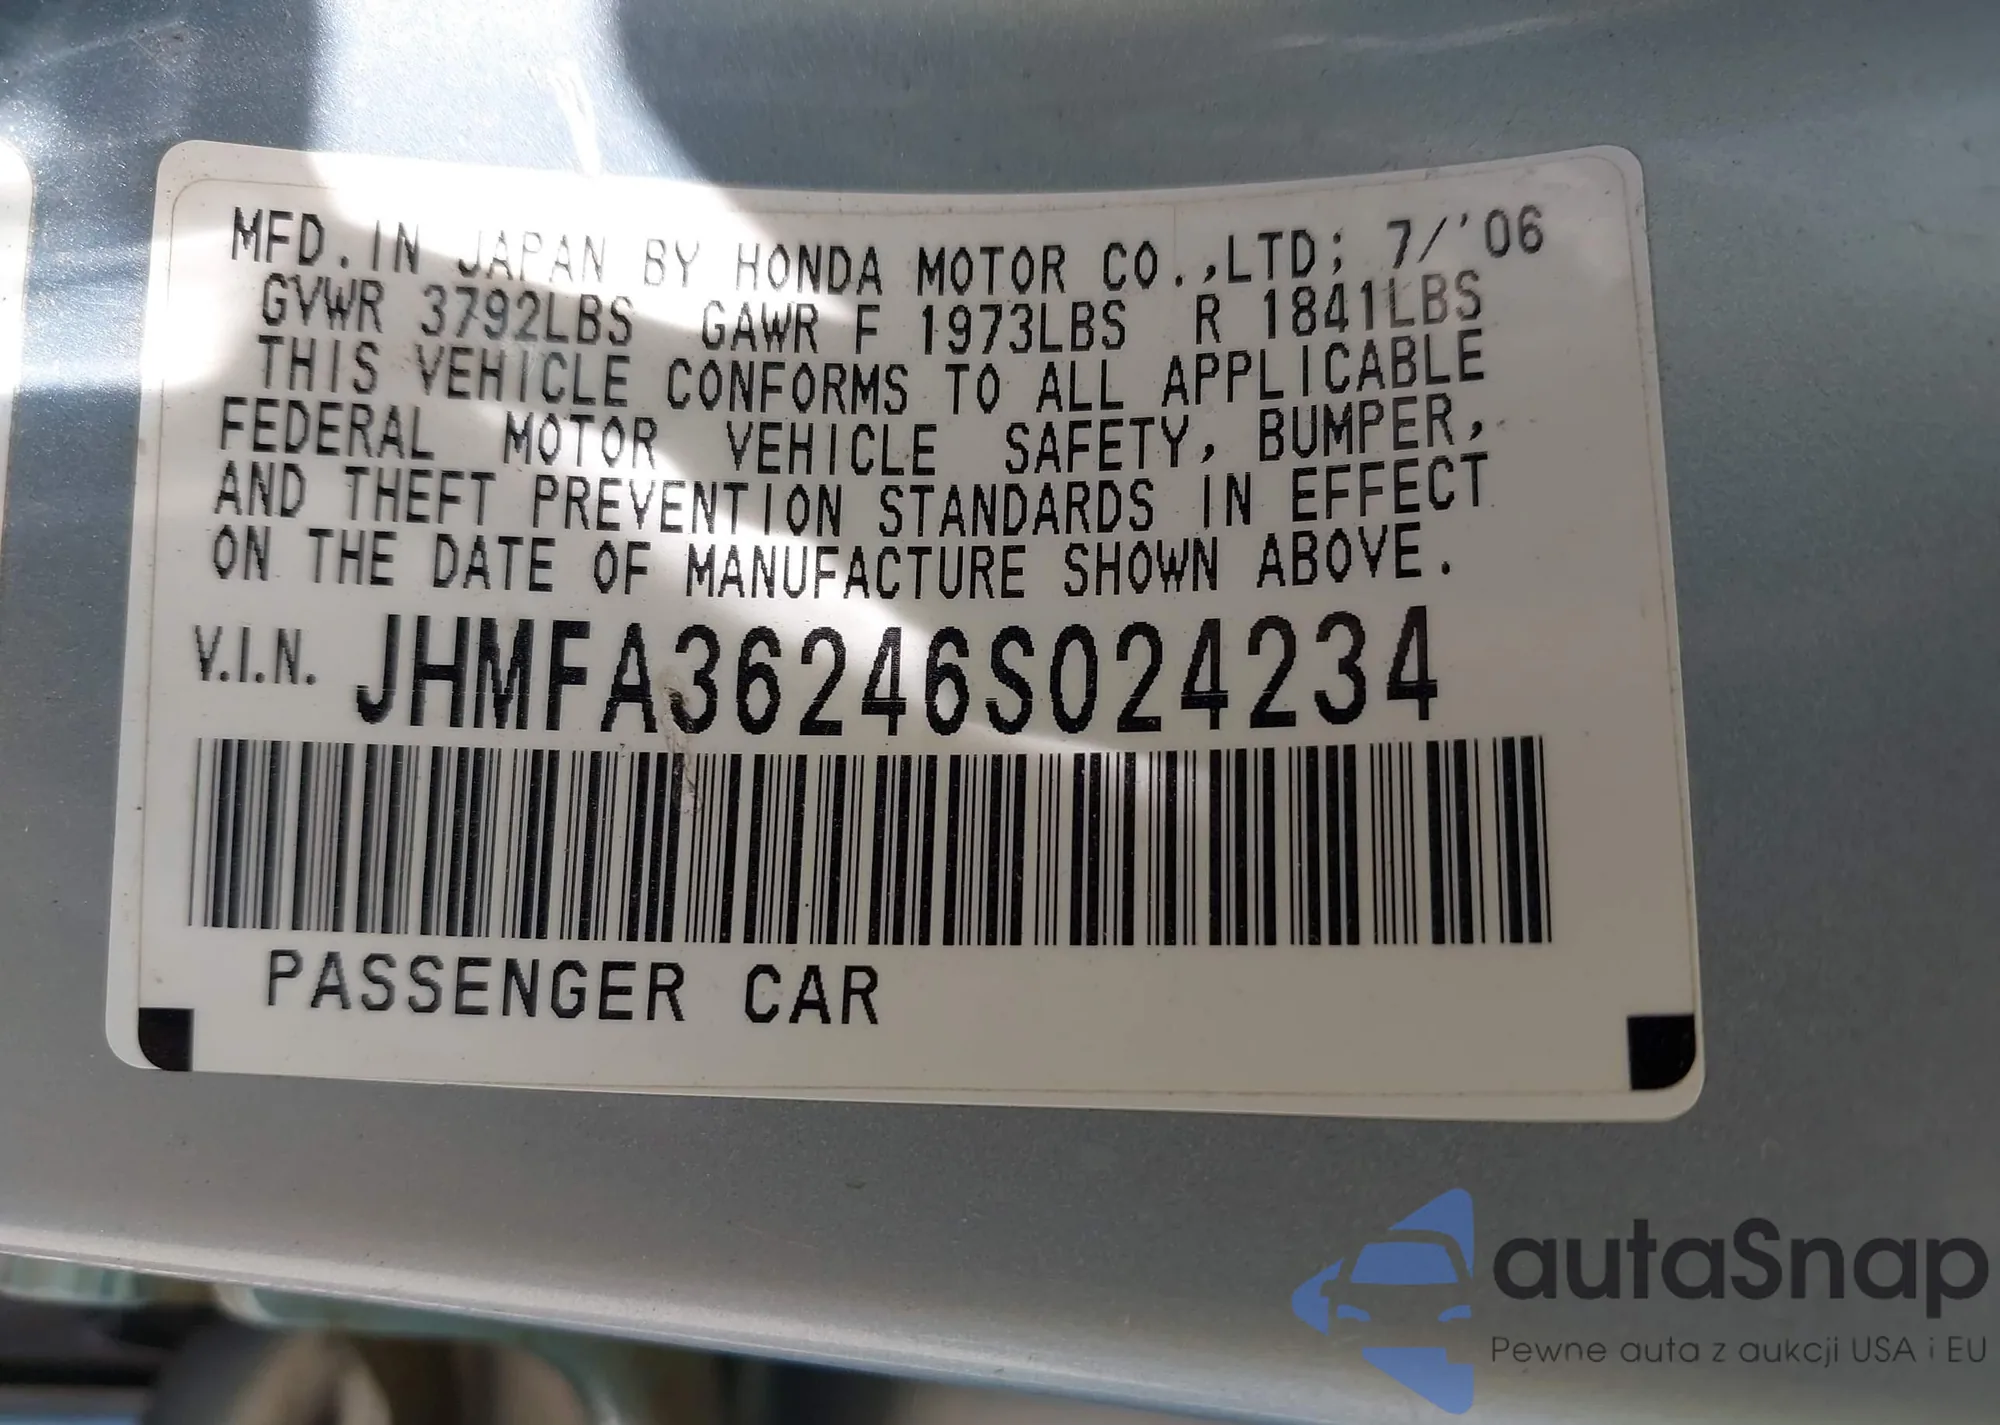 MFD. IN JAPAN BY HONDA MOTOR CO.,LTD; 7/'06
GVWR 3792LBS GAWR F 1973LBS R 1841LBS
THIS VEHICLE CONFORMS TO ALL APPLICABLE
FEDERAL MOTOR VEHICLE SAFETY, BUMPER,
AND THEFT PREVENTION STANDARDS IN EFFECT
ON THE DATE OF MANUFACTURE SHOWN ABOVE.
V.I.N. JHMFA36246S024234
PASSENGER CAR
autaSnap
Pewne auta z aukcji USA i EU